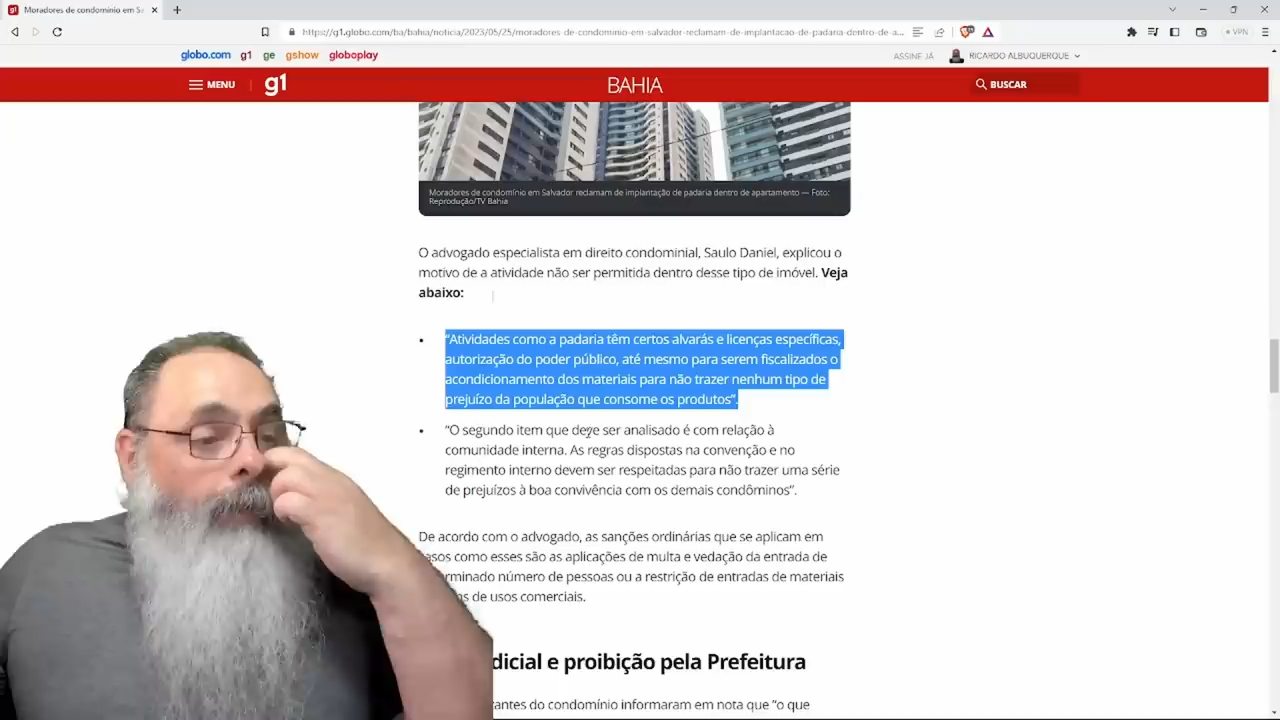 g1 Moradores de condomínio em Sa
https://g1.globo.com/ba/bahia/noticia/2023/05/25/moradores-de-condominio-em-salvador-reclamam-de-implantacao-de-padaria-dentro-de-a...
VPN
globo.com g1 ge gshow globoplay ASSINE JÁ RICARDO ALBUQUERQUE
MENU g1 BAHIA BUSCAR
Moradores de condomínio em Salvador reclamam de implantação de padaria dentro de apartamento — Foto:
Reprodução/TV Bahia
O advogado especialista em direito condominial, Saulo Daniel, explicou o
motivo de a atividade não ser permitida dentro desse tipo de imóvel. Veja
abaixo:
• “Atividades como a padaria têm certos alvarás e licenças específicas,
autorização do poder público, até mesmo para serem fiscalizados o
acondicionamento dos materiais para não trazer nenhum tipo de
prejuízo da população que consome os produtos”.
• “O segundo item que deve ser analisado é com relação à
comunidade interna. As regras dispostas na convenção e no
regimento interno devem ser respeitadas para não trazer uma série
de prejuízos à boa convivência com os demais condôminos”.
De acordo com o advogado, as sanções ordinárias que se aplicam em
asos como esses são as aplicações de multa e vedação da entrada de
erminado número de pessoas ou a restrição de entradas de materiais
s de usos comerciais.
dicial e proibição pela Prefeitura
antes do condomínio informaram em nota que “o que